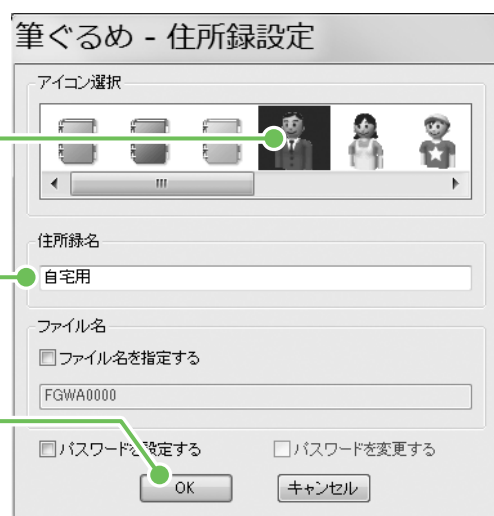 筆ぐるめ - 住所録設定
アイコン選択
住所録名
自宅用
ファイル名
ファイル名を指定する
FGWA0000
パスワードを設定する パスワードを変更する
OK キャンセル